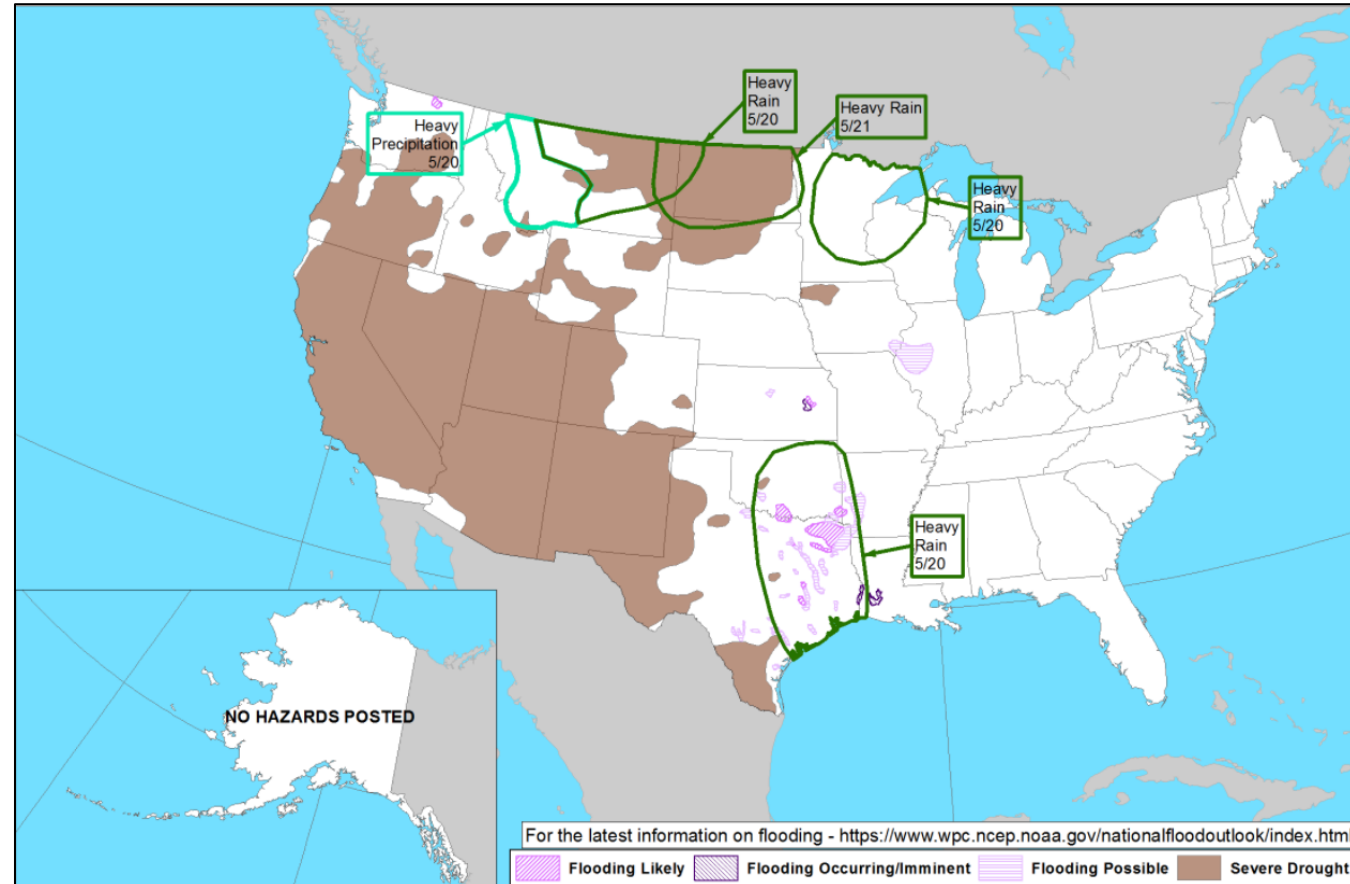 Heavy
Rain
5/20
Heavy Rain
5/21
Heavy
Precipitation
5/20
Heavy
Rain
5/20
Heavy
Rain
5/20
NO HAZARDS POSTED
For the latest information on flooding - https://www.wpc.ncep.noaa.gov/nationalfloodoutlook/index.html
Flooding Likely Flooding Occurring/Imminent Flooding Possible Severe Drought